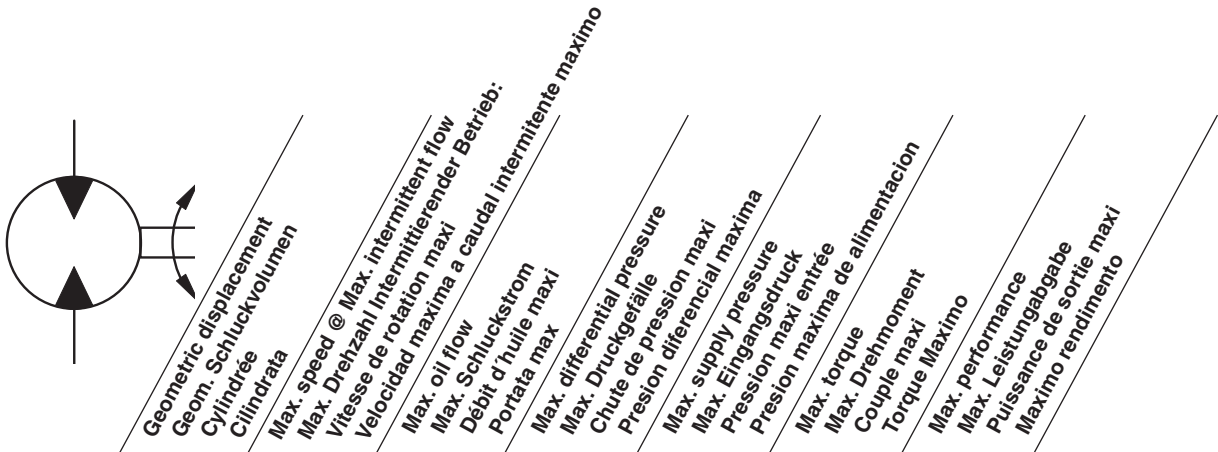 Geometric displacement
Geom. Schluckvolumen
Cylindrée
Cilindrata
Max. speed @ Max. intermittent flow
Max. Drehzahl Intermittierender Betrieb:
Vitesse de rotation maxi
Velocidad maxima a caudal intermitente maximo
Max. oil flow
Max. Schluckstrom
Débit d´huile maxi
Portata max
Max. differential pressure
Max. Druckgefälle
Chute de pression maxi
Presion diferencial maxima
Max. supply pressure
Max. Eingangsdruck
Pression maxi entrée
Presion maxima de alimentacion
Max. torque
Max. Drehmoment
Couple maxi
Torque Maximo
Max. performance
Max. Leistungabgabe
Puissance de sortie maxi
Maximo rendimento